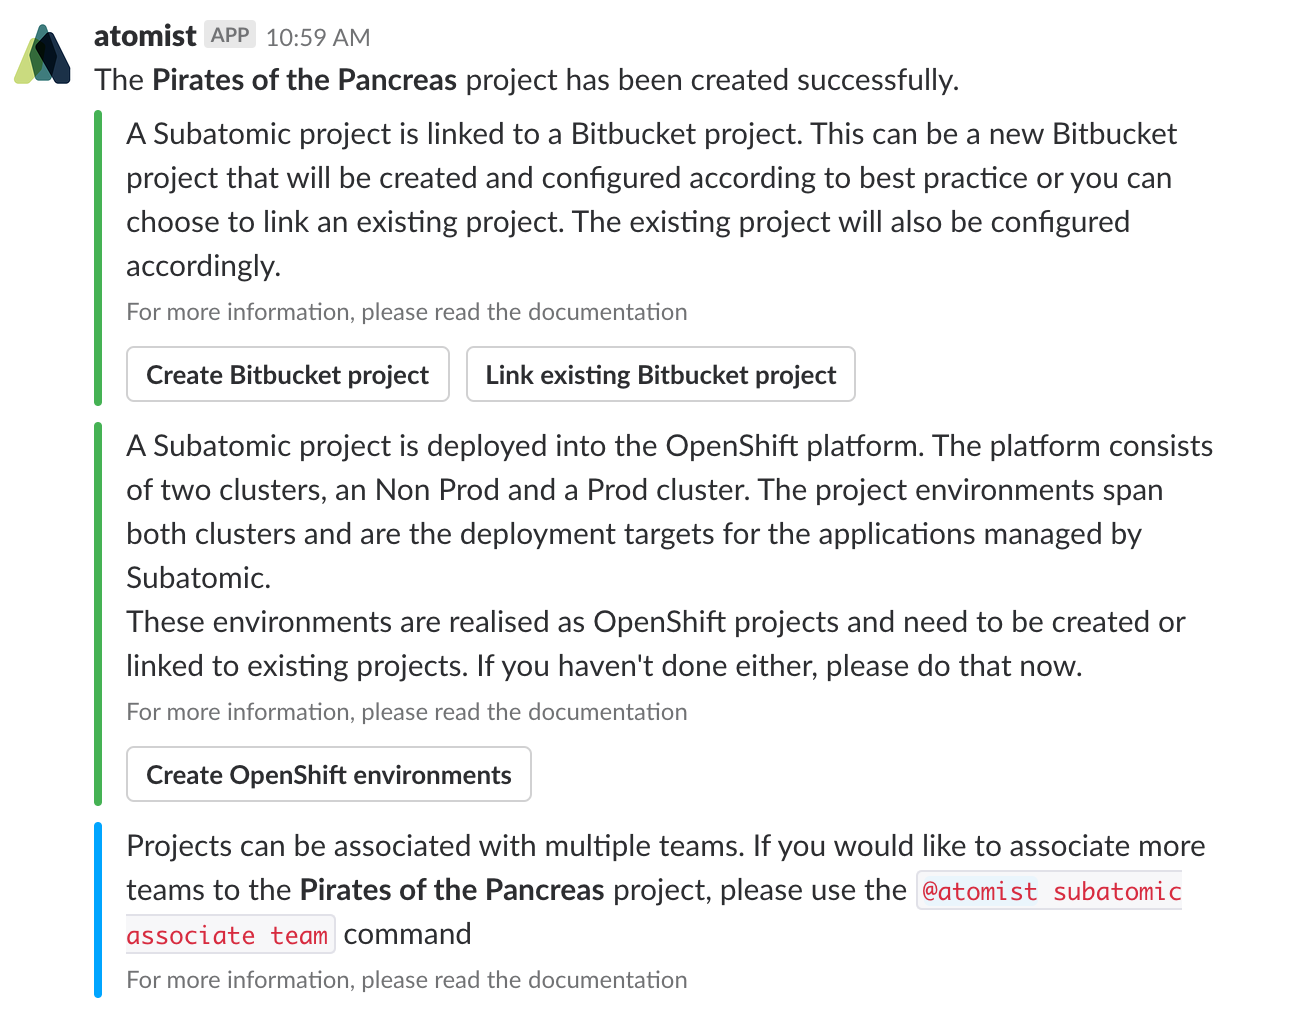 atomist APP 10:59 AM
The Pirates of the Pancreas project has been created successfully.
A Subatomic project is linked to a Bitbucket project. This can be a new Bitbucket
project that will be created and configured according to best practice or you can
choose to link an existing project. The existing project will also be configured
accordingly.
For more information, please read the documentation
Create Bitbucket project Link existing Bitbucket project
A Subatomic project is deployed into the OpenShift platform. The platform consists
of two clusters, an Non Prod and a Prod cluster. The project environments span
both clusters and are the deployment targets for the applications managed by
Subatomic.
These environments are realised as OpenShift projects and need to be created or
linked to existing projects. If you haven't done either, please do that now.
For more information, please read the documentation
Create OpenShift environments
Projects can be associated with multiple teams. If you would like to associate more
teams to the Pirates of the Pancreas project, please use the @atomist subatomic
associate team command
For more information, please read the documentation